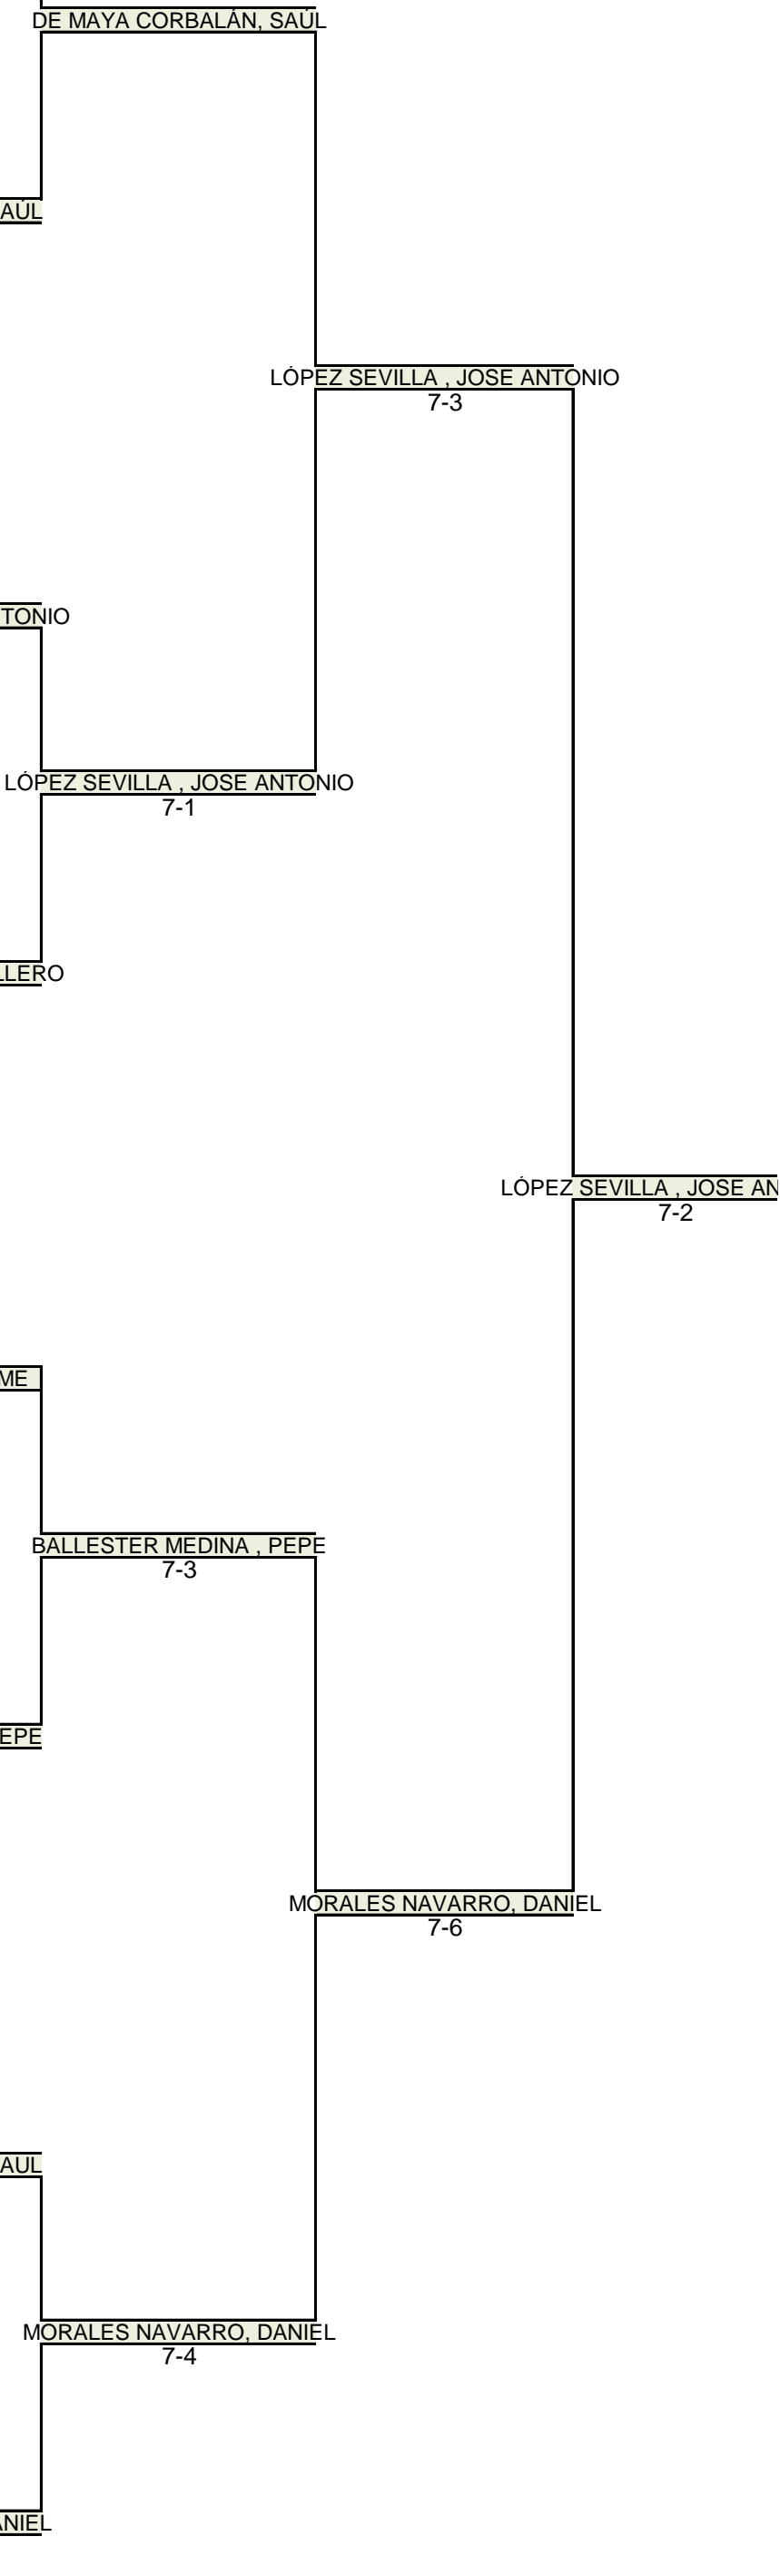 DE MAYA CORBALÁN, SAÚL
AÚL
LÓPEZ SEVILLA , JOSE ANTONIO
7-3
TONIO
LÓPEZ SEVILLA , JOSE ANTONIO
7-1
LLERO
LÓPEZ SEVILLA , JOSE AN
7-2
ME
BALLESTER MEDINA , PEPE
7-3
EPE
MORALES NAVARRO, DANIEL
7-6
AUL
MORALES NAVARRO, DANIEL
7-4
ANIEL